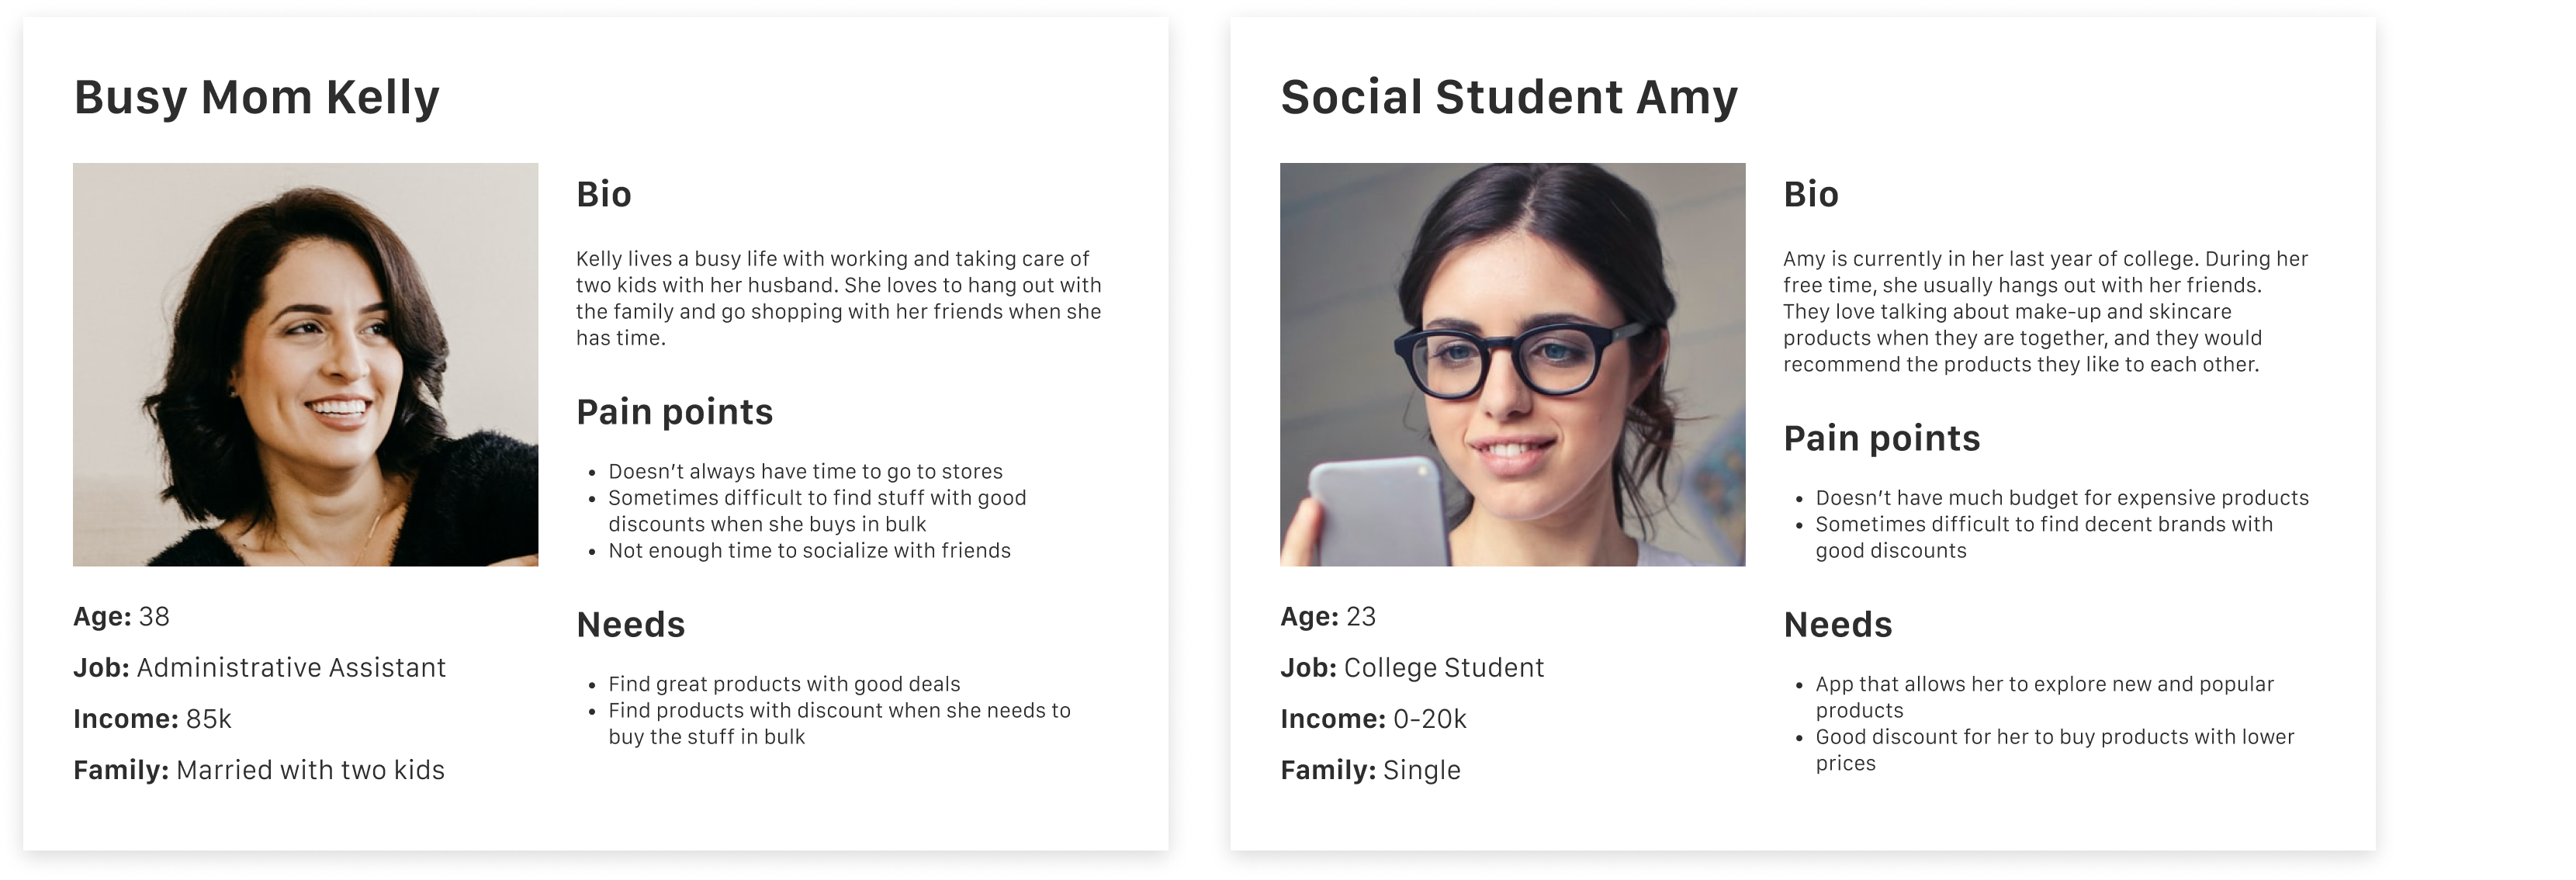 Busy Mom Kelly
Bio
Kelly lives a busy life with working and taking care of
two kids with her husband. She loves to hang out with
the family and go shopping with her friends when she
has time.
Pain points
• Doesn’t always have time to go to stores
• Sometimes difficult to find stuff with good
discounts when she buys in bulk
• Not enough time to socialize with friends
Age: 38
Job: Administrative Assistant
Income: 85k
Family: Married with two kids
Needs
• Find great products with good deals
• Find products with discount when she needs to
buy the stuff in bulk
Social Student Amy
Bio
Amy is currently in her last year of college. During her
free time, she usually hangs out with her friends.
They love talking about make-up and skincare
products when they are together, and they would
recommend the products they like to each other.
Pain points
• Doesn’t have much budget for expensive products
• Sometimes difficult to find decent brands with
good discounts
Age: 23
Job: College Student
Income: 0-20k
Family: Single
Needs
• App that allows her to explore new and popular
products
• Good discount for her to buy products with lower
prices